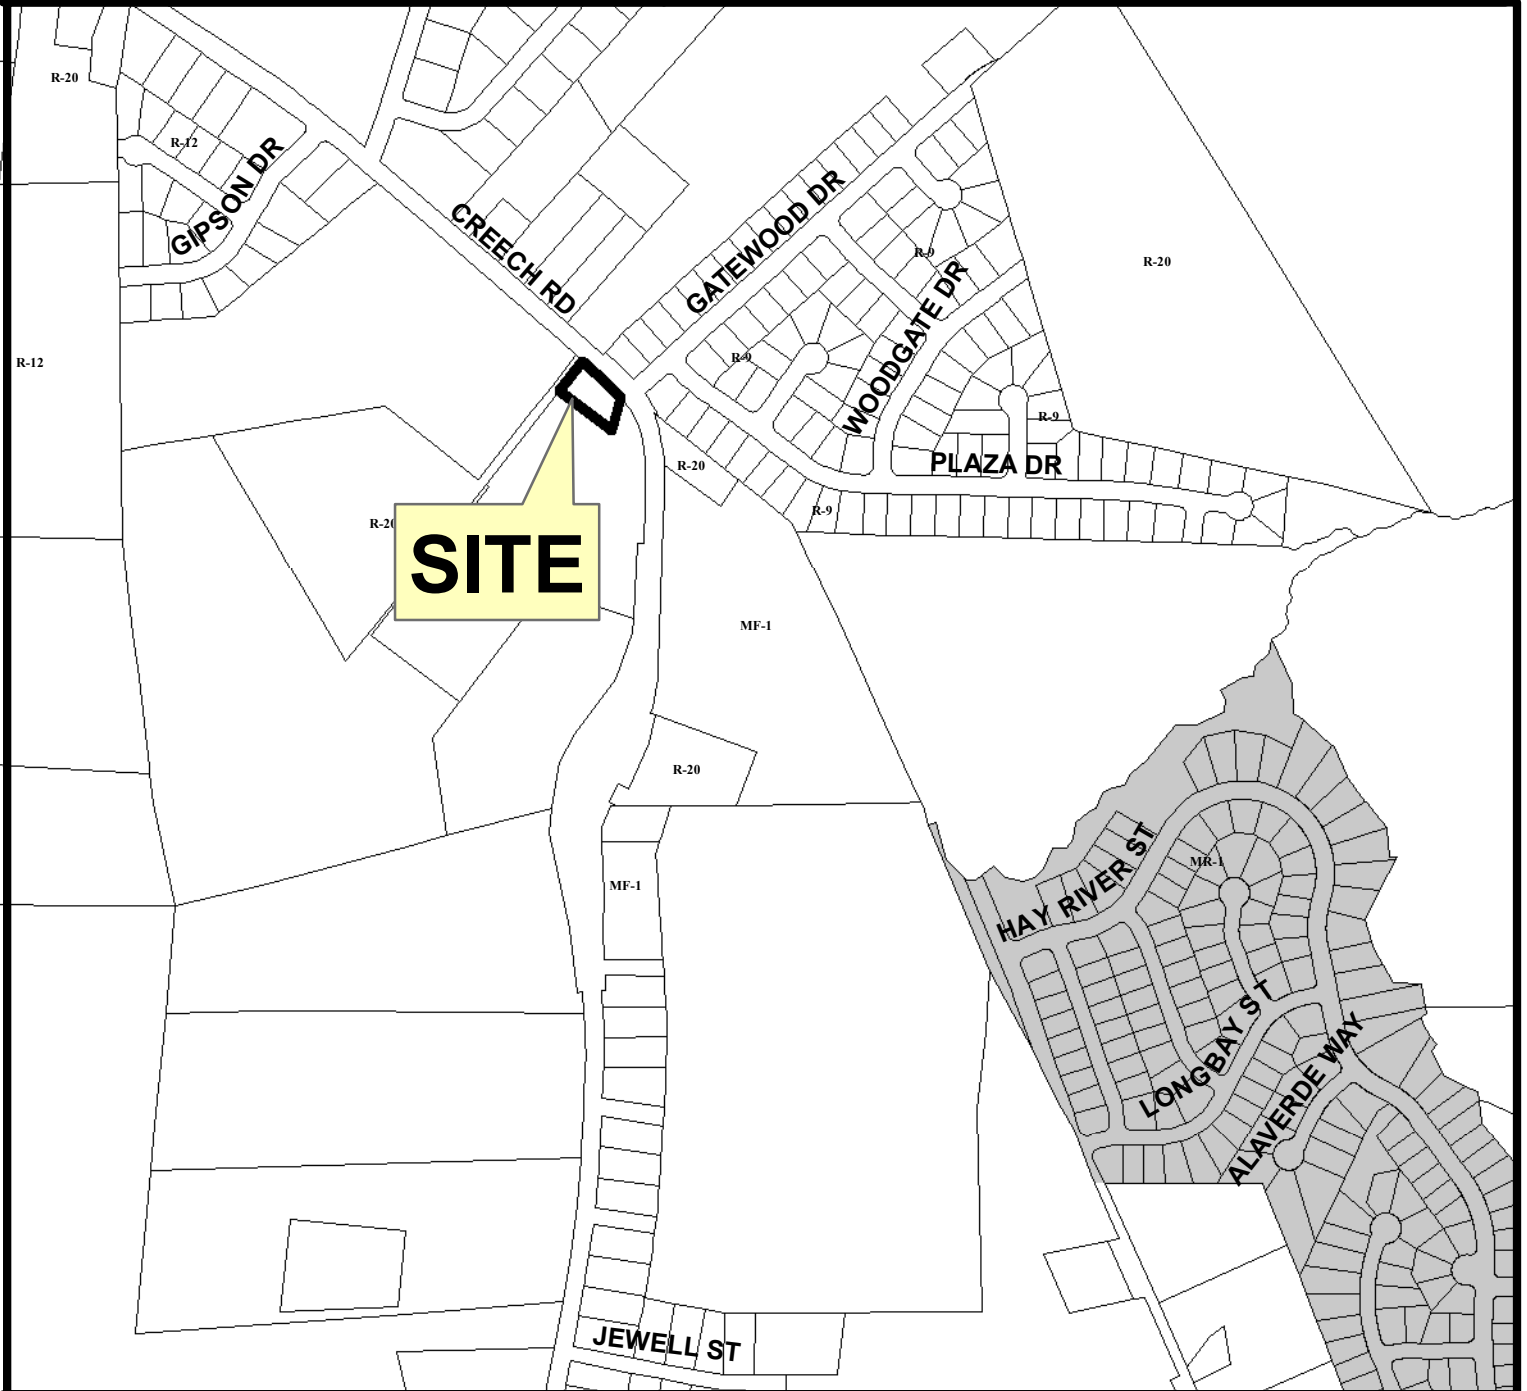 R-20
R-12
GIPSON DR
CREECH RD
GATEWOOD DR
R-9
R-20
WOODGATE DR
R-12
R-9
R-9
PLAZA DR
R-20
R-9
R-20
SITE
MF-1
R-20
MR-1
HAY RIVER ST
MF-1
LONGBAY ST
ALAVERDE WAY
JEWELL ST